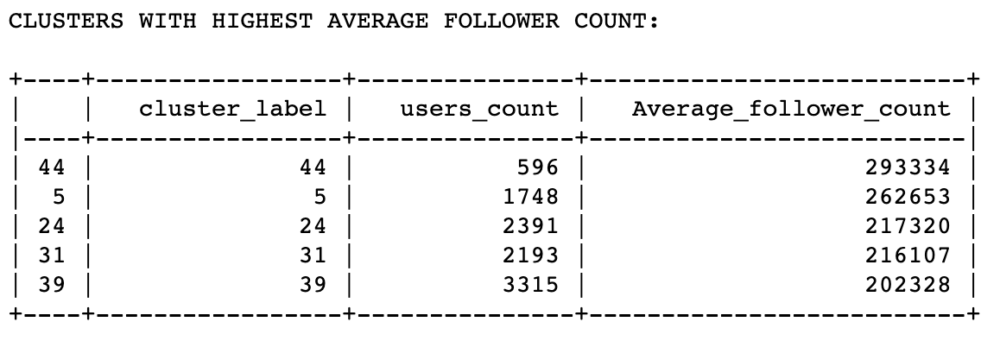 CLUSTERS WITH HIGHEST AVERAGE FOLLOWER COUNT:
+----+-----------------+---------------+--------------------------+
|    |   cluster_label |   users_count |   Average_follower_count |
|----+-----------------+---------------+--------------------------|
| 44 |              44 |           596 |                   293334 |
|  5 |               5 |          1748 |                   262653 |
| 24 |              24 |          2391 |                   217320 |
| 31 |              31 |          2193 |                   216107 |
| 39 |              39 |          3315 |                   202328 |
+----+-----------------+---------------+--------------------------+